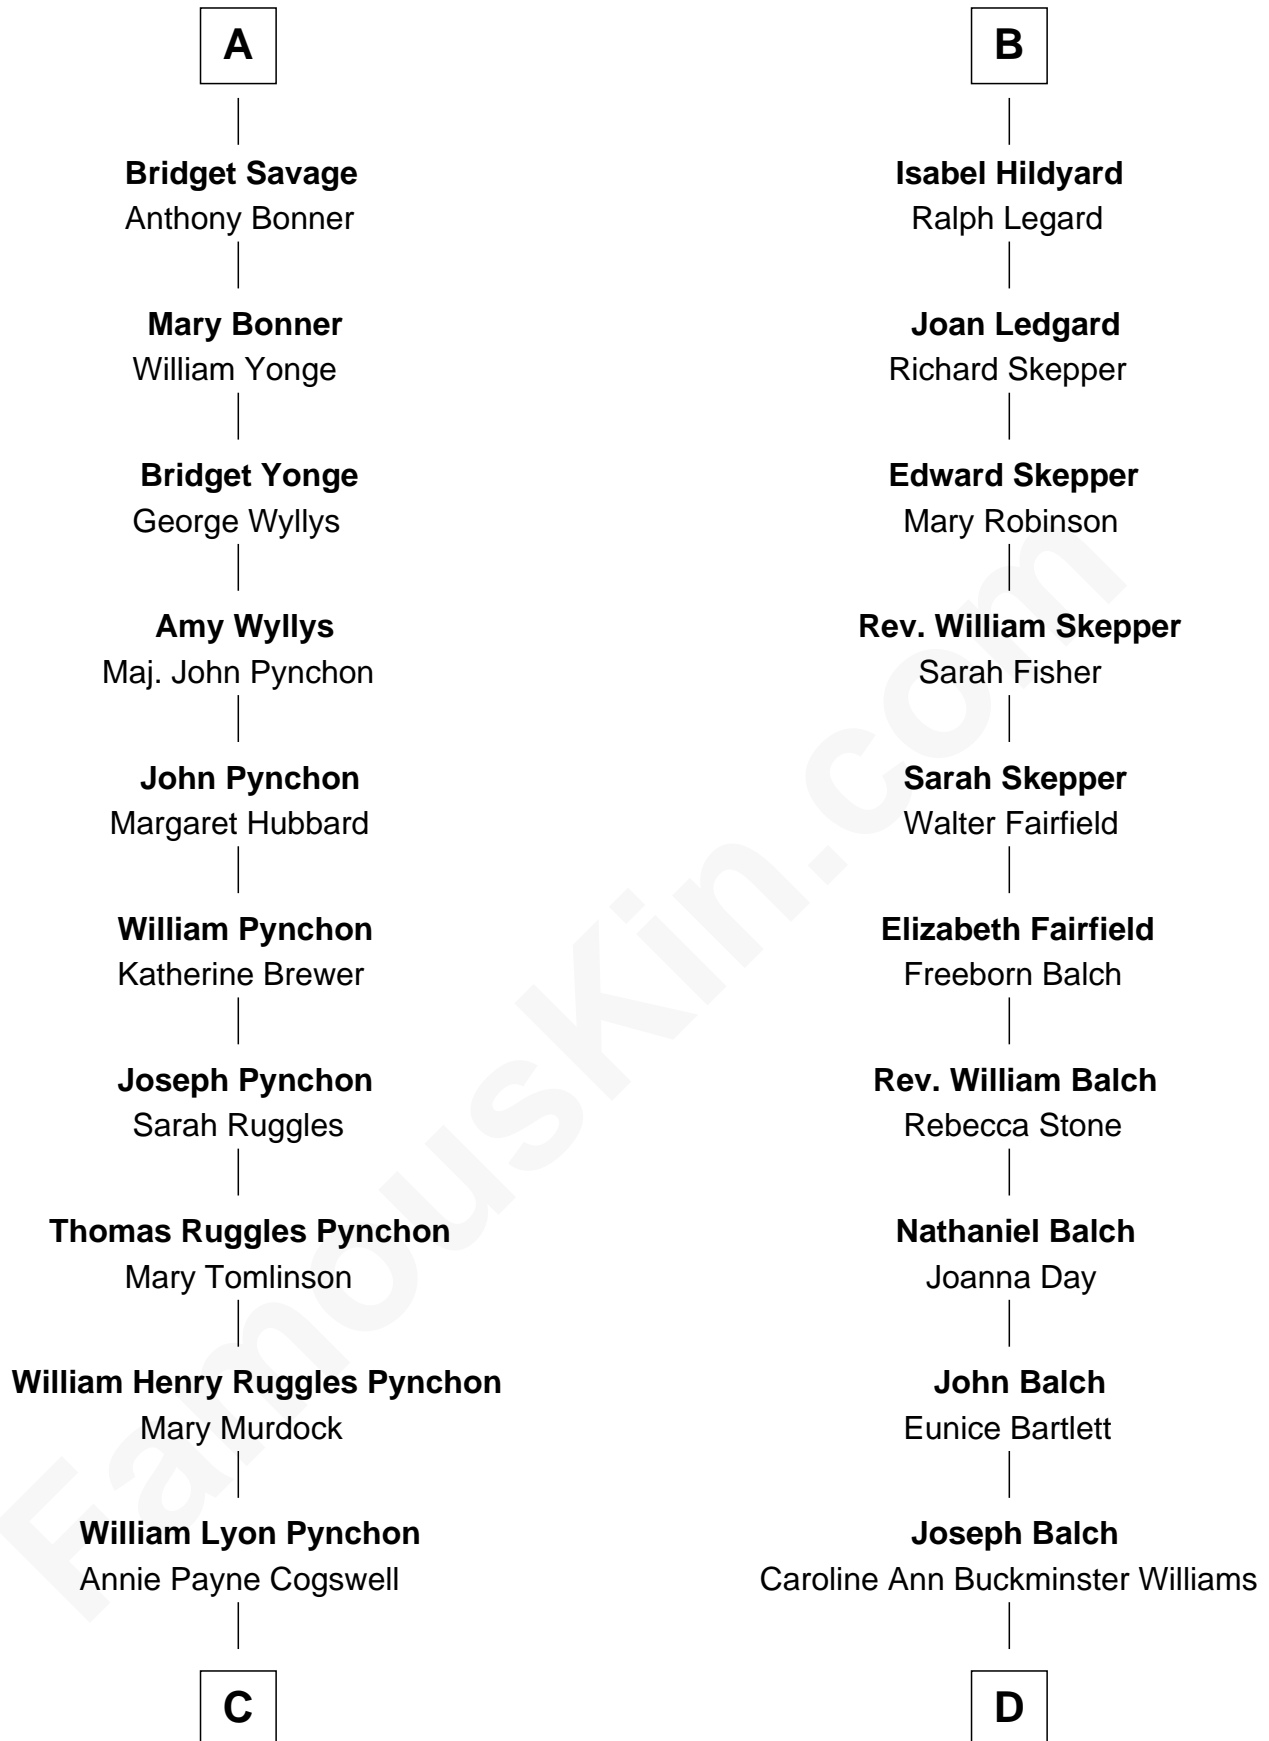 A
Bridget Savage
Anthony Bonner
Mary Bonner
William Yonge
Bridget Yonge
George Wyllys
Amy Wyllys
Maj. John Pynchon
John Pynchon
Margaret Hubbard
William Pynchon
Katherine Brewer
Joseph Pynchon
Sarah Ruggles
Thomas Ruggles Pynchon
Mary Tomlinson
William Henry Ruggles Pynchon
Mary Murdock
William Lyon Pynchon
Annie Payne Cogswell
C
B
Isabel Hildyard
Ralph Legard
Joan Ledgard
Richard Skepper
Edward Skepper
Mary Robinson
Rev. William Skepper
Sarah Fisher
Sarah Skepper
Walter Fairfield
Elizabeth Fairfield
Freeborn Balch
Rev. William Balch
Rebecca Stone
Nathaniel Balch
Joanna Day
John Balch
Eunice Bartlett
Joseph Balch
Caroline Ann Buckminster Williams
D
FamousKin.com